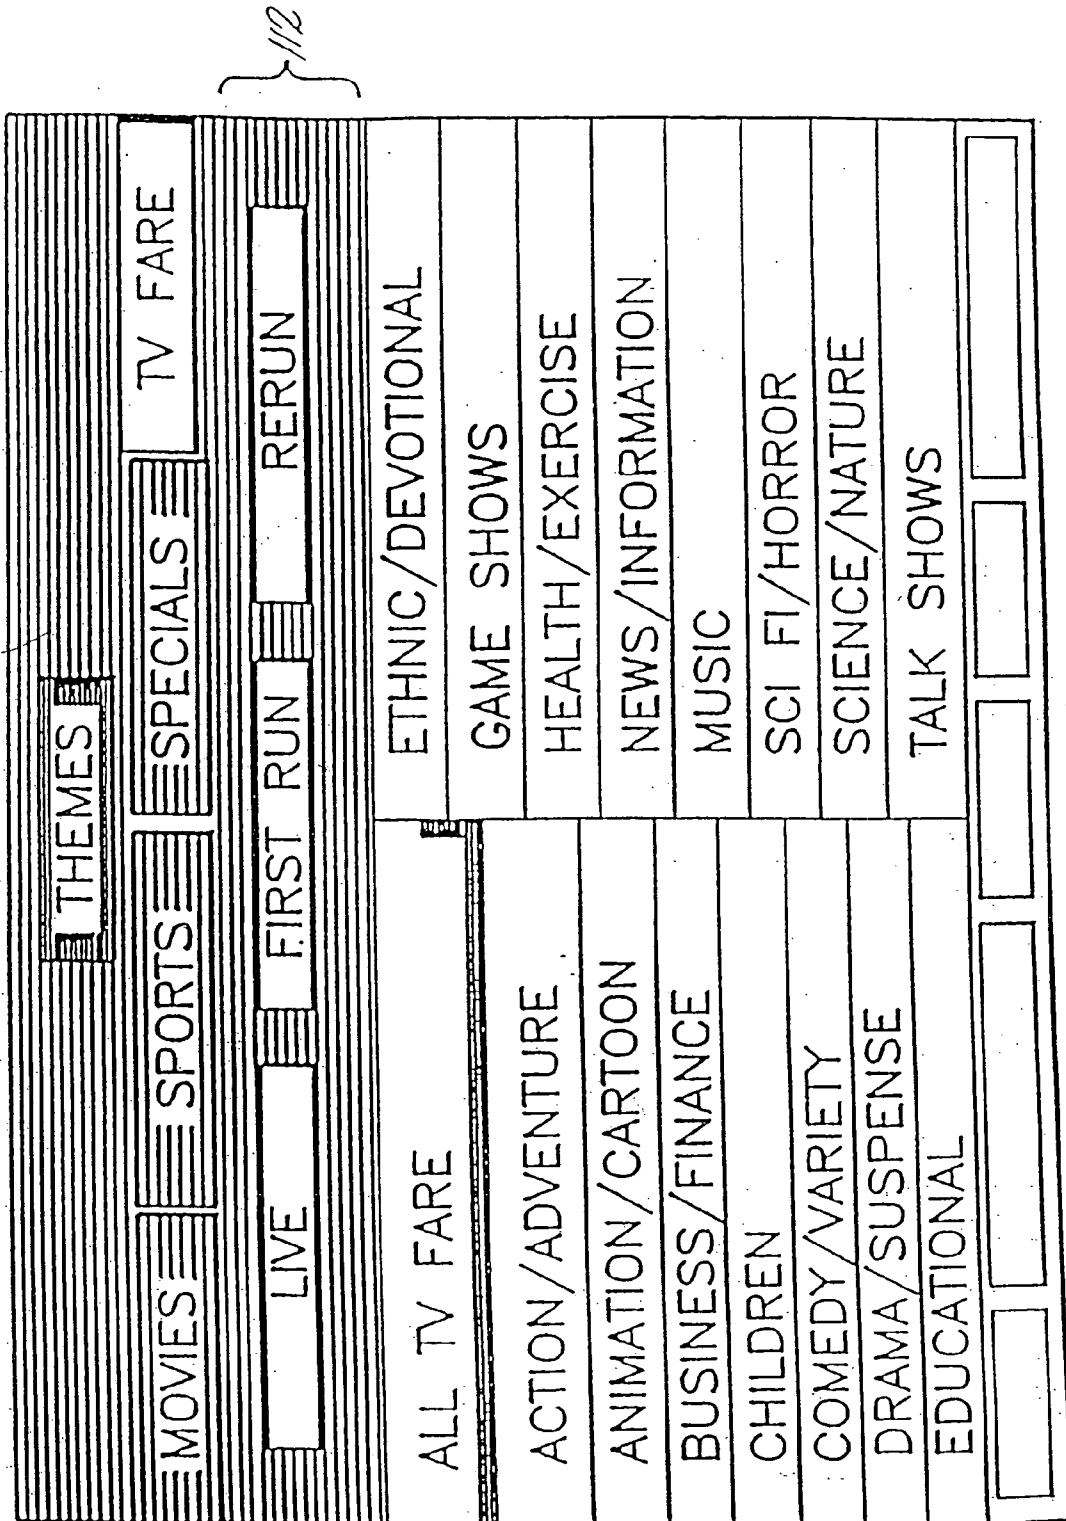 112
THEMES
MOVIES SPORTS SPECIALS TV FARE
LIVE FIRST RUN RERUN
ALL TV FARE
ACTION/ADVENTURE
ANIMATION/CARTOON
BUSINESS/FINANCE
CHILDREN
COMEDY/VARIETY
DRAMA/SUSPENSE
EDUCATIONAL
ETHNIC/DEVOTIONAL
GAME SHOWS
HEALTH/EXERCISE
NEWS/INFORMATION
MUSIC
SCI FI/HORROR
SCIENCE/NATURE
TALK SHOWS